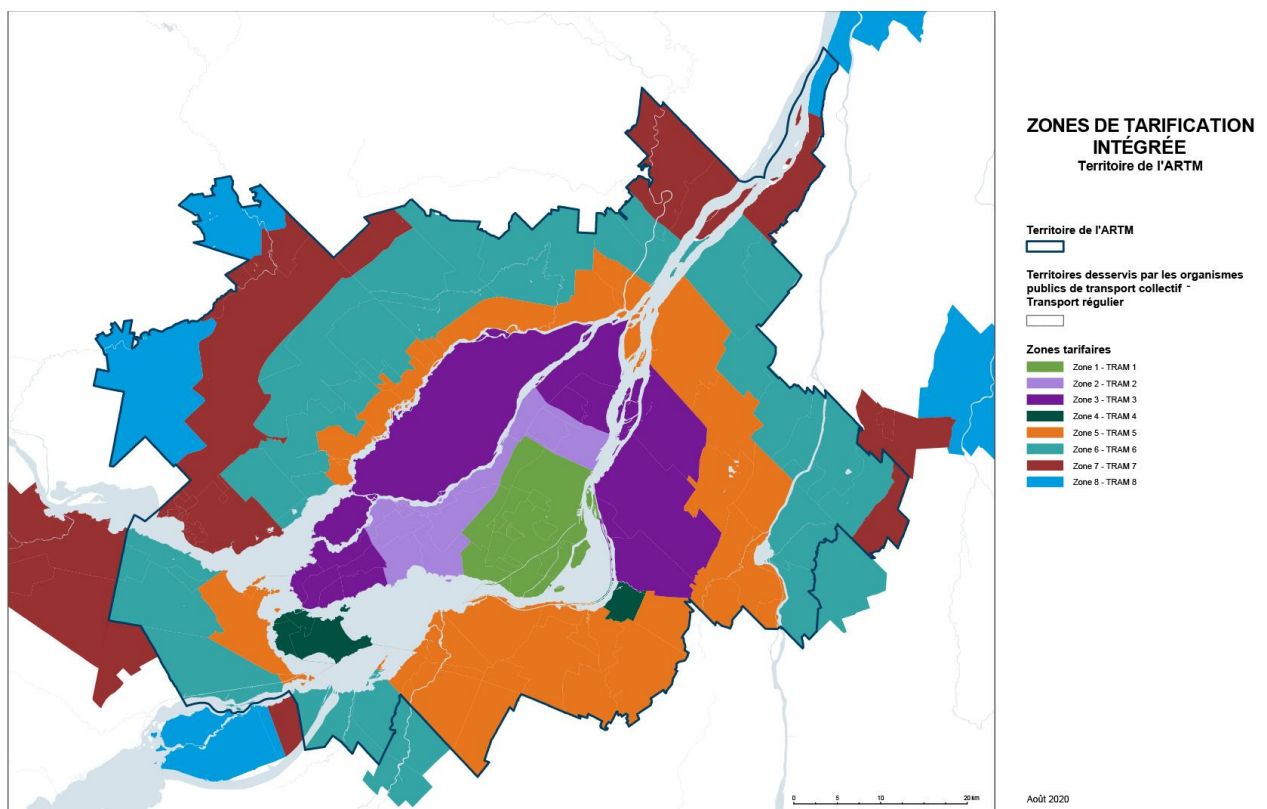 ZONES DE TARIFICATION
INTÉGRÉE
Territoire de l'ARTM
Territoire de l'ARTM
Territoires desservis par les organismes
publics de transport collectif -
Transport régulier
Zones tarifaires
Zone 1 - TRAM 1
Zone 2 - TRAM 2
Zone 3 - TRAM 3
Zone 4 - TRAM 4
Zone 5 - TRAM 5
Zone 6 - TRAM 6
Zone 7 - TRAM 7
Zone 8 - TRAM 8
0 5 10 20 km
Août 2020